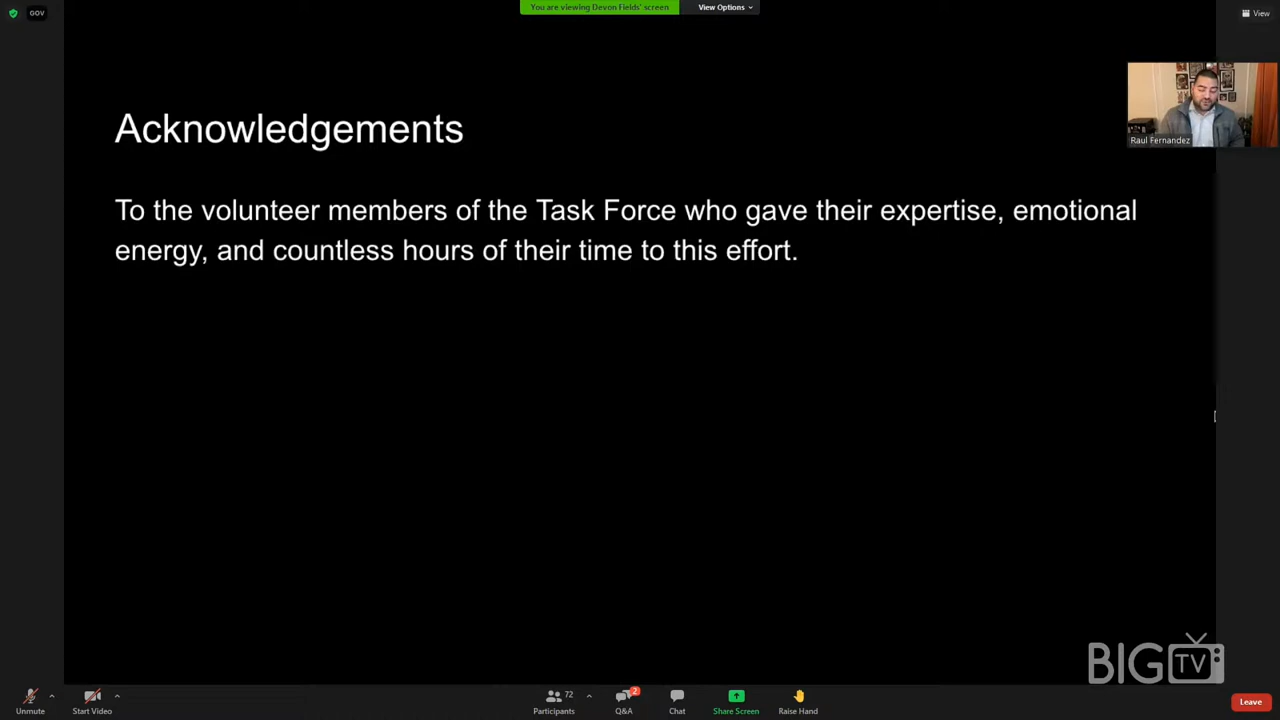 GOV
You are viewing Devon Fields' screen
View Options
View
Raul Fernandez
Acknowledgements
To the volunteer members of the Task Force who gave their expertise, emotional
energy, and countless hours of their time to this effort.
BIG TV
Unmute
Start Video
72
Participants
2
Q&A
Chat
Share Screen
Raise Hand
Leave